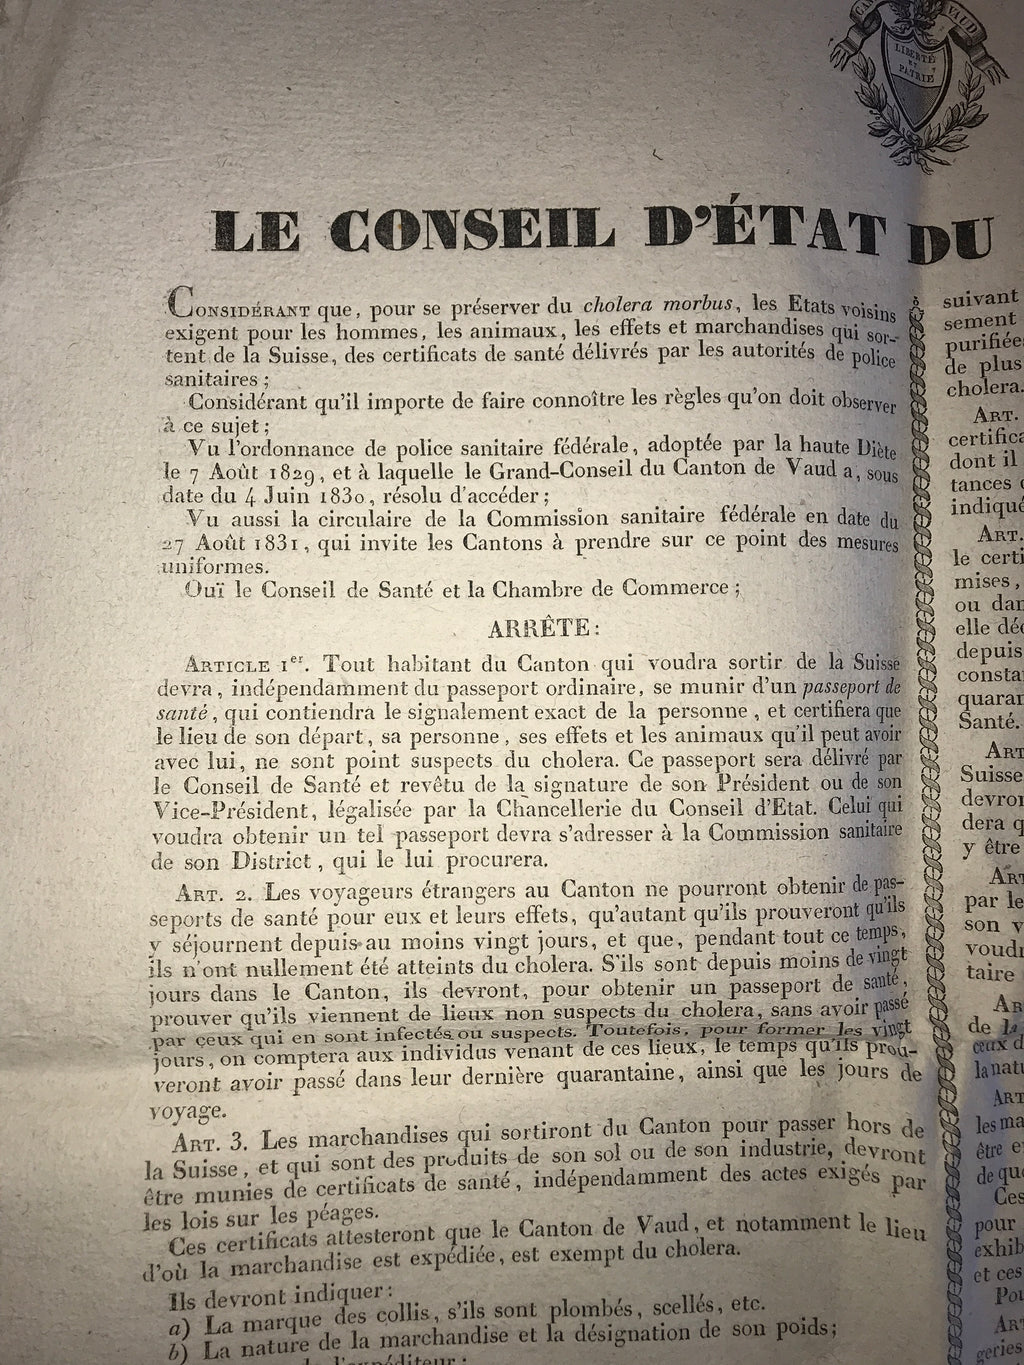 VAUD
LIBERTÉ
ET
PATRIE
LE CONSEIL D'ÉTAT DU
CONSIDÉRANT que, pour se préserver du cholera morbus, les Etats voisins
exigent pour les hommes, les animaux, les effets et marchandises qui sor-
tent de la Suisse, des certificats de santé délivrés par les autorités de police
sanitaires ;
Considérant qu'il importe de faire connoître les règles qu'on doit observer
à ce sujet ;
Vu l'ordonnance de police sanitaire fédérale, adoptée par la haute Diète
le 7 Août 1829, et à laquelle le Grand-Conseil du Canton de Vaud a, sous
date du 4 Juin 1830, résolu d'accéder ;
Vu aussi la circulaire de la Commission sanitaire fédérale en date du
27 Août 1831, qui invite les Cantons à prendre sur ce point des mesures
uniformes.
Ouï le Conseil de Santé et la Chambre de Commerce ;
ARRÊTE:
ARTICLE 1er. Tout habitant du Canton qui voudra sortir de la Suisse
devra, indépendamment du passeport ordinaire, se munir d'un passeport de
santé, qui contiendra le signalement exact de la personne, et certifiera que
le lieu de son départ, sa personne, ses effets et les animaux qu'il peut avoir
avec lui, ne sont point suspects du cholera. Ce passeport sera délivré par
le Conseil de Santé et revêtu de la signature de son Président ou de son
Vice-Président, légalisée par la Chancellerie du Conseil d'Etat. Celui qui
voudra obtenir un tel passeport devra s'adresser à la Commission sanitaire
de son District, qui le lui procurera.
ART. 2. Les voyageurs étrangers au Canton ne pourront obtenir de pas-
seports de santé pour eux et leurs effets, qu'autant qu'ils prouveront qu'ils
y séjournent depuis au moins vingt jours, et que, pendant tout ce temps,
ils n'ont nullement été atteints du cholera. S'ils sont depuis moins de vingt
jours dans le Canton, ils devront, pour obtenir un passeport de santé,
prouver qu'ils viennent de lieux non suspects du cholera, sans avoir passé
par ceux qui en sont infectés ou suspects. Toutefois, pour former les vingt
jours, on comptera aux individus venant de ces lieux, le temps qu'ils prou-
veront avoir passé dans leur dernière quarantaine, ainsi que les jours de
voyage.
ART. 3. Les marchandises qui sortiront du Canton pour passer hors de
la Suisse, et qui sont des produits de son sol ou de son industrie, devront
être munies de certificats de santé, indépendamment des actes exigés par
les lois sur les péages.
Ces certificats attesteront que le Canton de Vaud, et notamment le lieu
d'où la marchandise est expédiée, est exempt du cholera.
Ils devront indiquer :
a) La marque des collis, s'ils sont plombés, scellés, etc.
b) La nature de la marchandise et la désignation de son poids;
de l'expéditeur ;
suivant
sement
purifiée
de plus
cholera.
ART.
certifica
dont il
tances
indiqué
ART.
le certi
mises,
ou dan
elle déc
depuis
consta
quaran
Santé.
ART
Suisse
devron
dera q
y être
ART
par le
son v
voudr
taire
AR
de la
ceux d
la natu
ART
les ma
être e
de que
Ces
pour
exhib
et ces
Pou
ART
geries